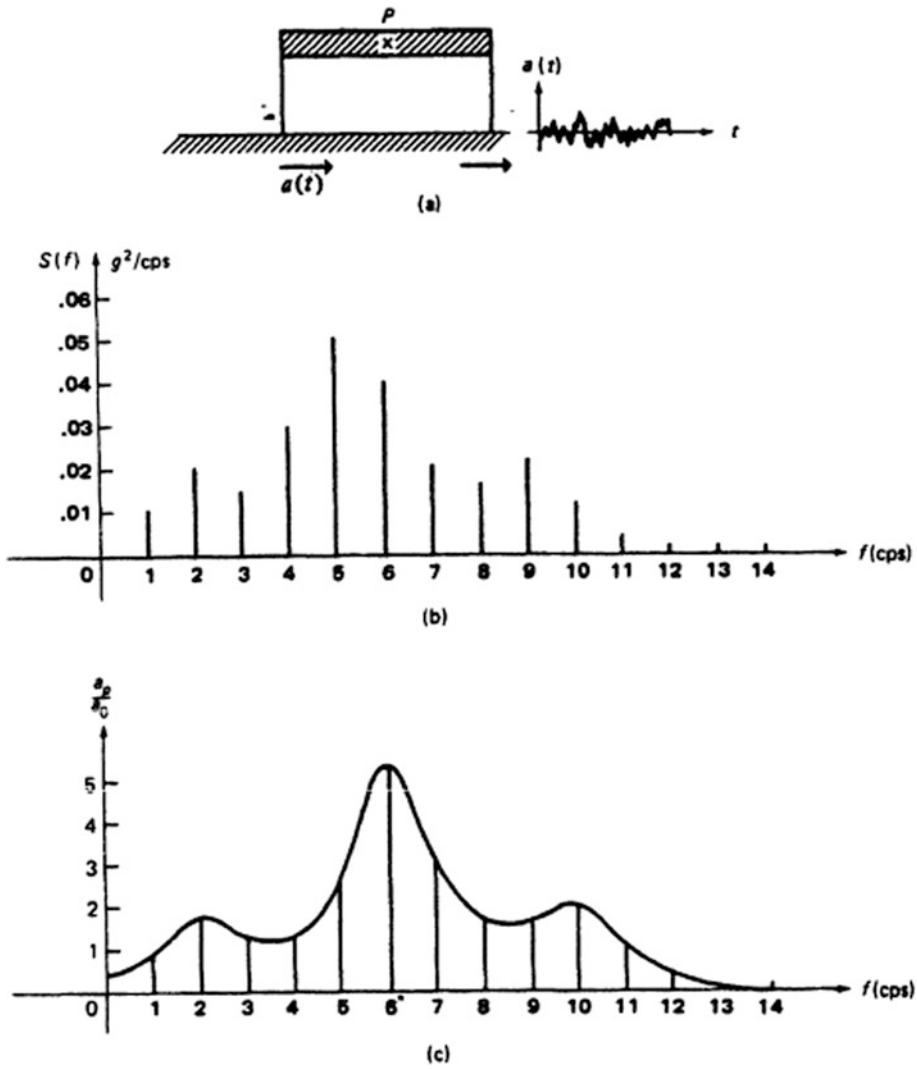 P
x
a(t)
t
a(t)
(a)
S(f) g²/cps
.06
.05
.04
.03
.02
.01
0 1 2 3 4 5 6 7 8 9 10 11 12 13 14 f(cps)
(b)
a_p
a_0
5
4
3
2
1
0 1 2 3 4 5 6 7 8 9 10 11 12 13 14 f(cps)
(c)